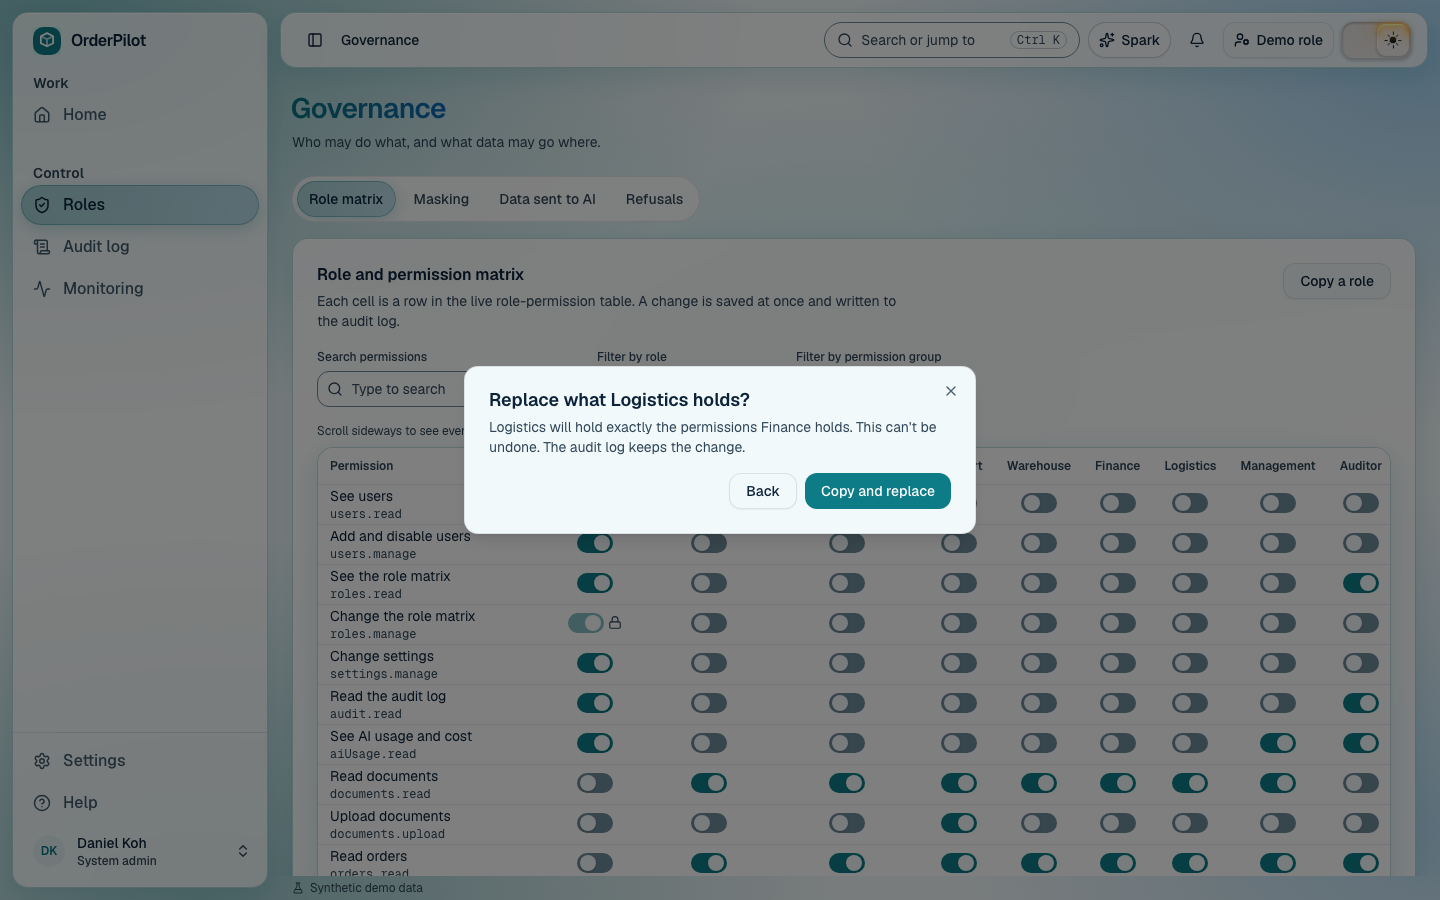 OrderPilot
Work
Home
Control
Roles
Audit log
Monitoring
Settings
Help
DK
Daniel Koh
System admin
Governance
Search or jump to
Ctrl K
Spark
Demo role
Governance
Who may do what, and what data may go where.
Role matrix
Masking
Data sent to AI
Refusals
Role and permission matrix
Each cell is a row in the live role-permission table. A change is saved at once and written to
the audit log.
Copy a role
Search permissions
Filter by role
Filter by permission group
Type to search
Scroll sideways to see
Replace what Logistics holds?
Logistics will hold exactly the permissions Finance holds. This can't be
undone. The audit log keeps the change.
Back
Copy and replace
Permission
Warehouse
Finance
Logistics
Management
Auditor
See users
users.read
Add and disable users
users.manage
See the role matrix
roles.read
Change the role matrix
roles.manage
Change settings
settings.manage
Read the audit log
audit.read
See AI usage and cost
aiUsage.read
Read documents
documents.read
Upload documents
documents.upload
Read orders
orders.read
Synthetic demo data